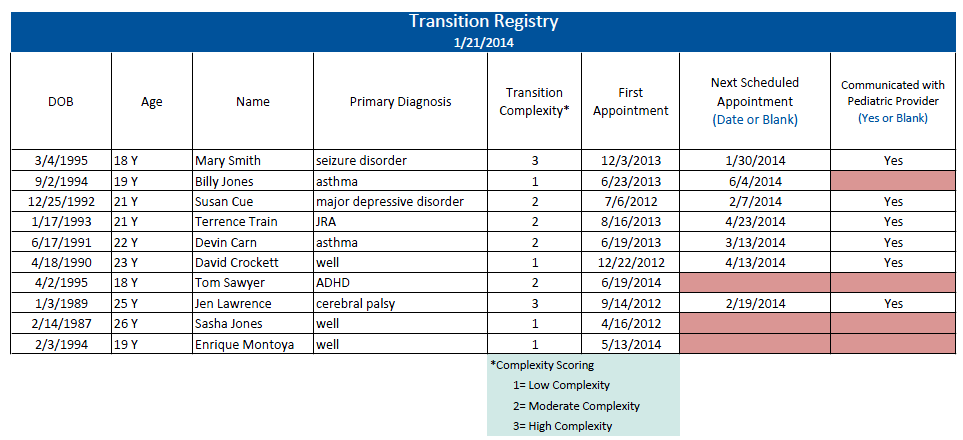 Transition Registry
1/21/2014
DOB Age Name Primary Diagnosis Transition Complexity* First Appointment Next Scheduled Appointment (Date or Blank) Communicated with Pediatric Provider (Yes or Blank)
3/4/1995 18 Y Mary Smith seizure disorder 3 12/3/2013 1/30/2014 Yes
9/2/1994 19 Y Billy Jones asthma 1 6/23/2013 6/4/2014
12/25/1992 21 Y Susan Cue major depressive disorder 2 7/6/2012 2/7/2014 Yes
1/17/1993 21 Y Terrence Train JRA 2 8/16/2013 4/23/2014 Yes
6/17/1991 22 Y Devin Carn asthma 2 6/19/2013 3/13/2014 Yes
4/18/1990 23 Y David Crockett well 1 12/22/2012 4/13/2014 Yes
4/2/1995 18 Y Tom Sawyer ADHD 2 6/19/2014
1/3/1989 25 Y Jen Lawrence cerebral palsy 3 9/14/2012 2/19/2014 Yes
2/14/1987 26 Y Sasha Jones well 1 4/16/2012
2/3/1994 19 Y Enrique Montoya well 1 5/13/2014
*Complexity Scoring
1= Low Complexity
2= Moderate Complexity
3= High Complexity